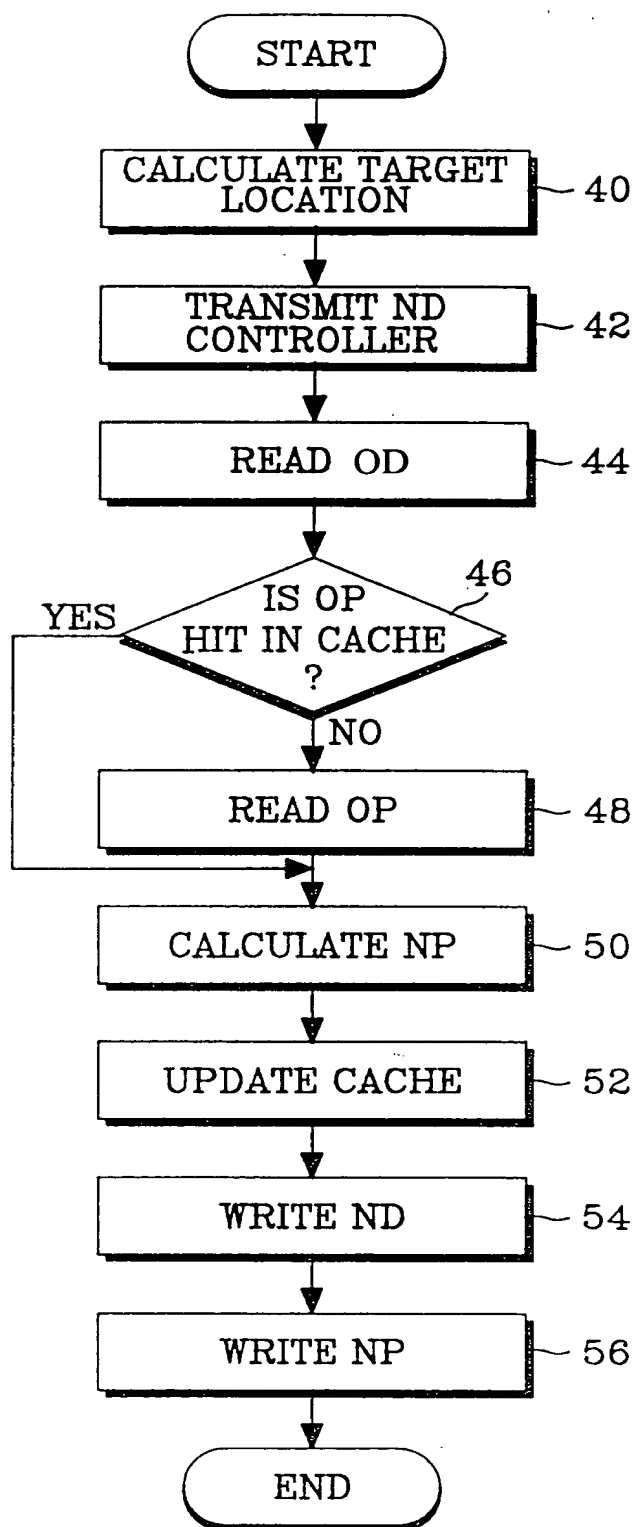 START
CALCULATE TARGET
LOCATION
40
TRANSMIT ND
CONTROLLER
42
READ OD
44
46
IS OP
HIT IN CACHE
?
YES
NO
READ OP
48
CALCULATE NP
50
UPDATE CACHE
52
WRITE ND
54
WRITE NP
56
END